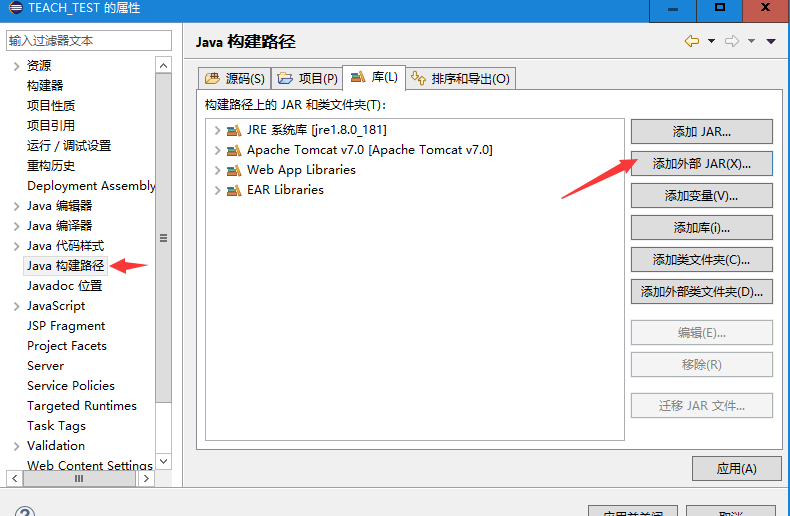 TEACH_TEST 的属性
输入过滤器文本
资源
构建器
项目性质
项目引用
运行 / 调试设置
重构历史
Deployment Assembly
Java 编辑器
Java 编译器
Java 代码样式
Java 构建路径
Javadoc 位置
JavaScript
JSP Fragment
Project Facets
Server
Service Policies
Targeted Runtimes
Task Tags
Validation
Web Content Settings
Java 构建路径
源码(S)
项目(P)
库(L)
排序和导出(O)
构建路径上的 JAR 和类文件夹(T):
JRE 系统库 [jre1.8.0_181]
Apache Tomcat v7.0 [Apache Tomcat v7.0]
Web App Libraries
EAR Libraries
添加 JAR...
添加外部 JAR(X)...
添加变量(V)...
添加库(i)...
添加类文件夹(C)...
添加外部类文件夹(D)...
编辑(E)...
移除(R)
迁移 JAR 文件...
应用(A)
应用并关闭
取消